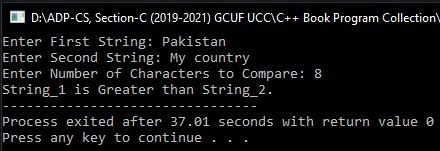 D:\ADP-CS, Section-C (2019-2021) GCUF UCC\C++ Book Program Collection\
Enter First String: Pakistan
Enter Second String: My country
Enter Number of Characters to Compare: 8
String_1 is Greater than String_2.
--------------------------------
Process exited after 37.01 seconds with return value 0
Press any key to continue . . .